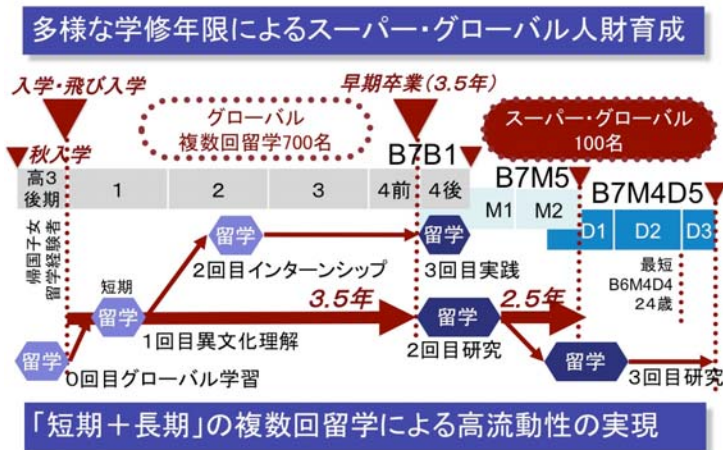 多様な学修年限によるスーパー・グローバル人財育成
入学・飛び入学
早期卒業(3.5年)
グローバル
複数回留学700名
スーパー・グローバル
100名
秋入学
B7B1
B7M5
B7M4D5
高3
後期
1
2
3
4前
4後
M1
M2
D1
D2
D3
帰国子女
留学経験者
留学
2回目インターンシップ
留学
3回目実践
最短
B6M4D4
24歳
短期
留学
1回目異文化理解
3.5年
留学
2回目研究
2.5年
留学
0回目グローバル学習
留学
3回目研究
「短期+長期」の複数回留学による高流動性の実現